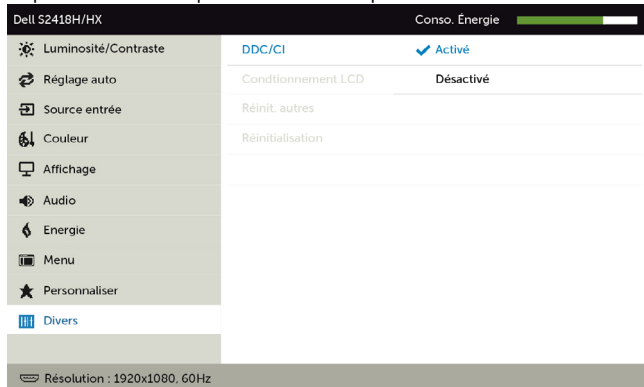 Dell S2418H/HX Conso. Énergie
Luminosité/Contraste
DDC/CI
Activé
Réglage auto
Condtionnement LCD
Désactivé
Source entrée
Réinit. autres
Couleur
Réinitialisation
Affichage
Audio
Energie
Menu
Personnaliser
Divers
Résolution : 1920x1080, 60Hz